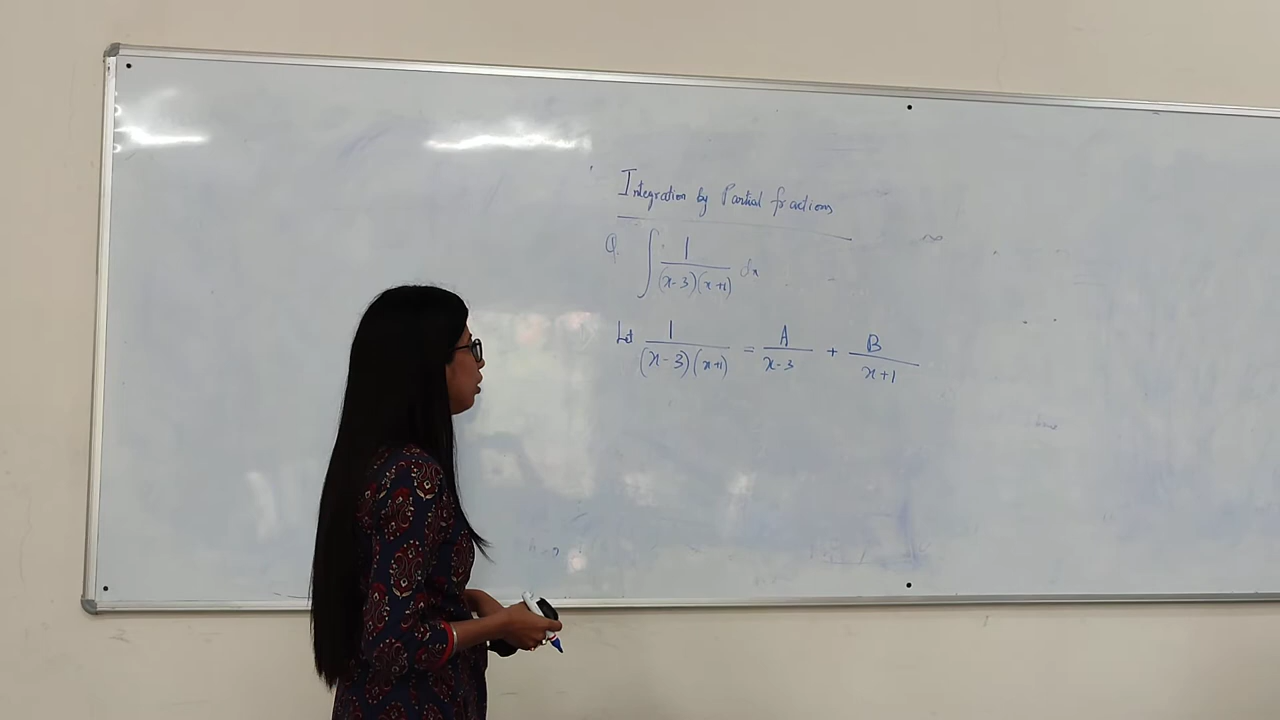 Integration by Partial fractions
Q. ∫ 1/((x-3)(x+1)) dx
Let 1/((x-3)(x+1)) = A/(x-3) + B/(x+1)
∞